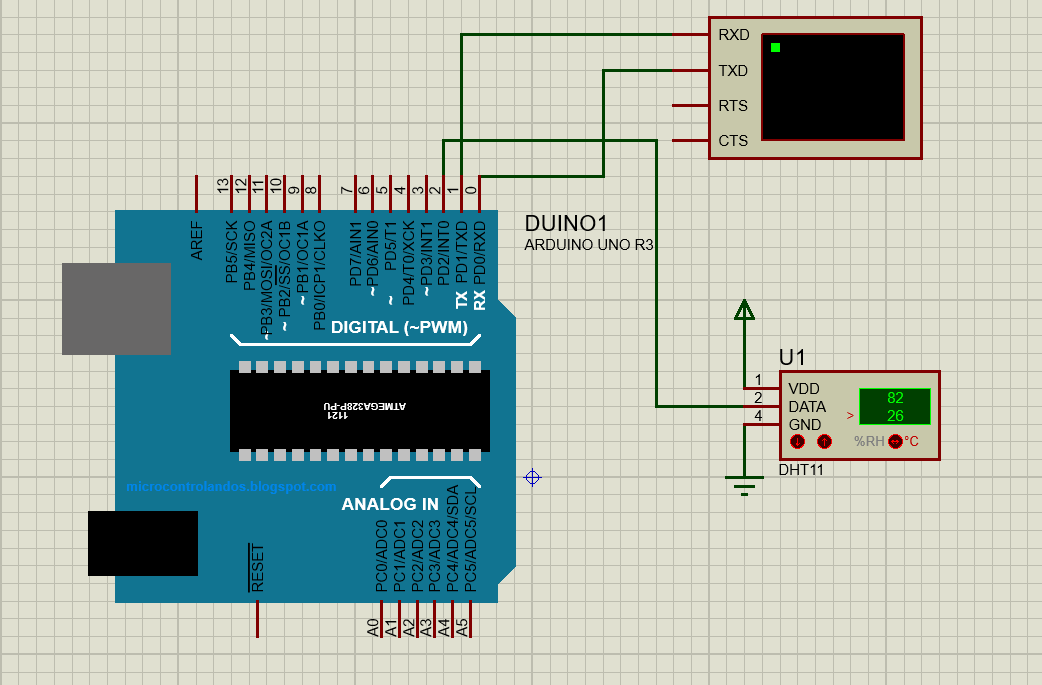 RXD
TXD
RTS
CTS
13
12
11
10
9
8
7
6
5
4
3
2
1
0
AREF
PB5/SCK
PB4/MISO
~PB3/MOSI/OC2A
~ PB2/SS/OC1B
~ PB1/OC1A
PB0/ICP1/CLKO
PD7/AIN1
~ PD6/AIN0
~ PD5/T1
PD4/T0/XCK
~ PD3/INT1
PD2/INT0
TX PD1/TXD
RX PD0/RXD
DUINO1
ARDUINO UNO R3
DIGITAL (~PWM)
1121
ATMEGA328P-PU
microcontrolandos.blogspot.com
ANALOG IN
RESET
PC0/ADC0
PC1/ADC1
PC2/ADC2
PC3/ADC3
PC4/ADC4/SDA
PC5/ADC5/SCL
A0
A1
A2
A3
A4
A5
U1
1
2
4
VDD
DATA
GND
82
> 26
%RH °C
DHT11